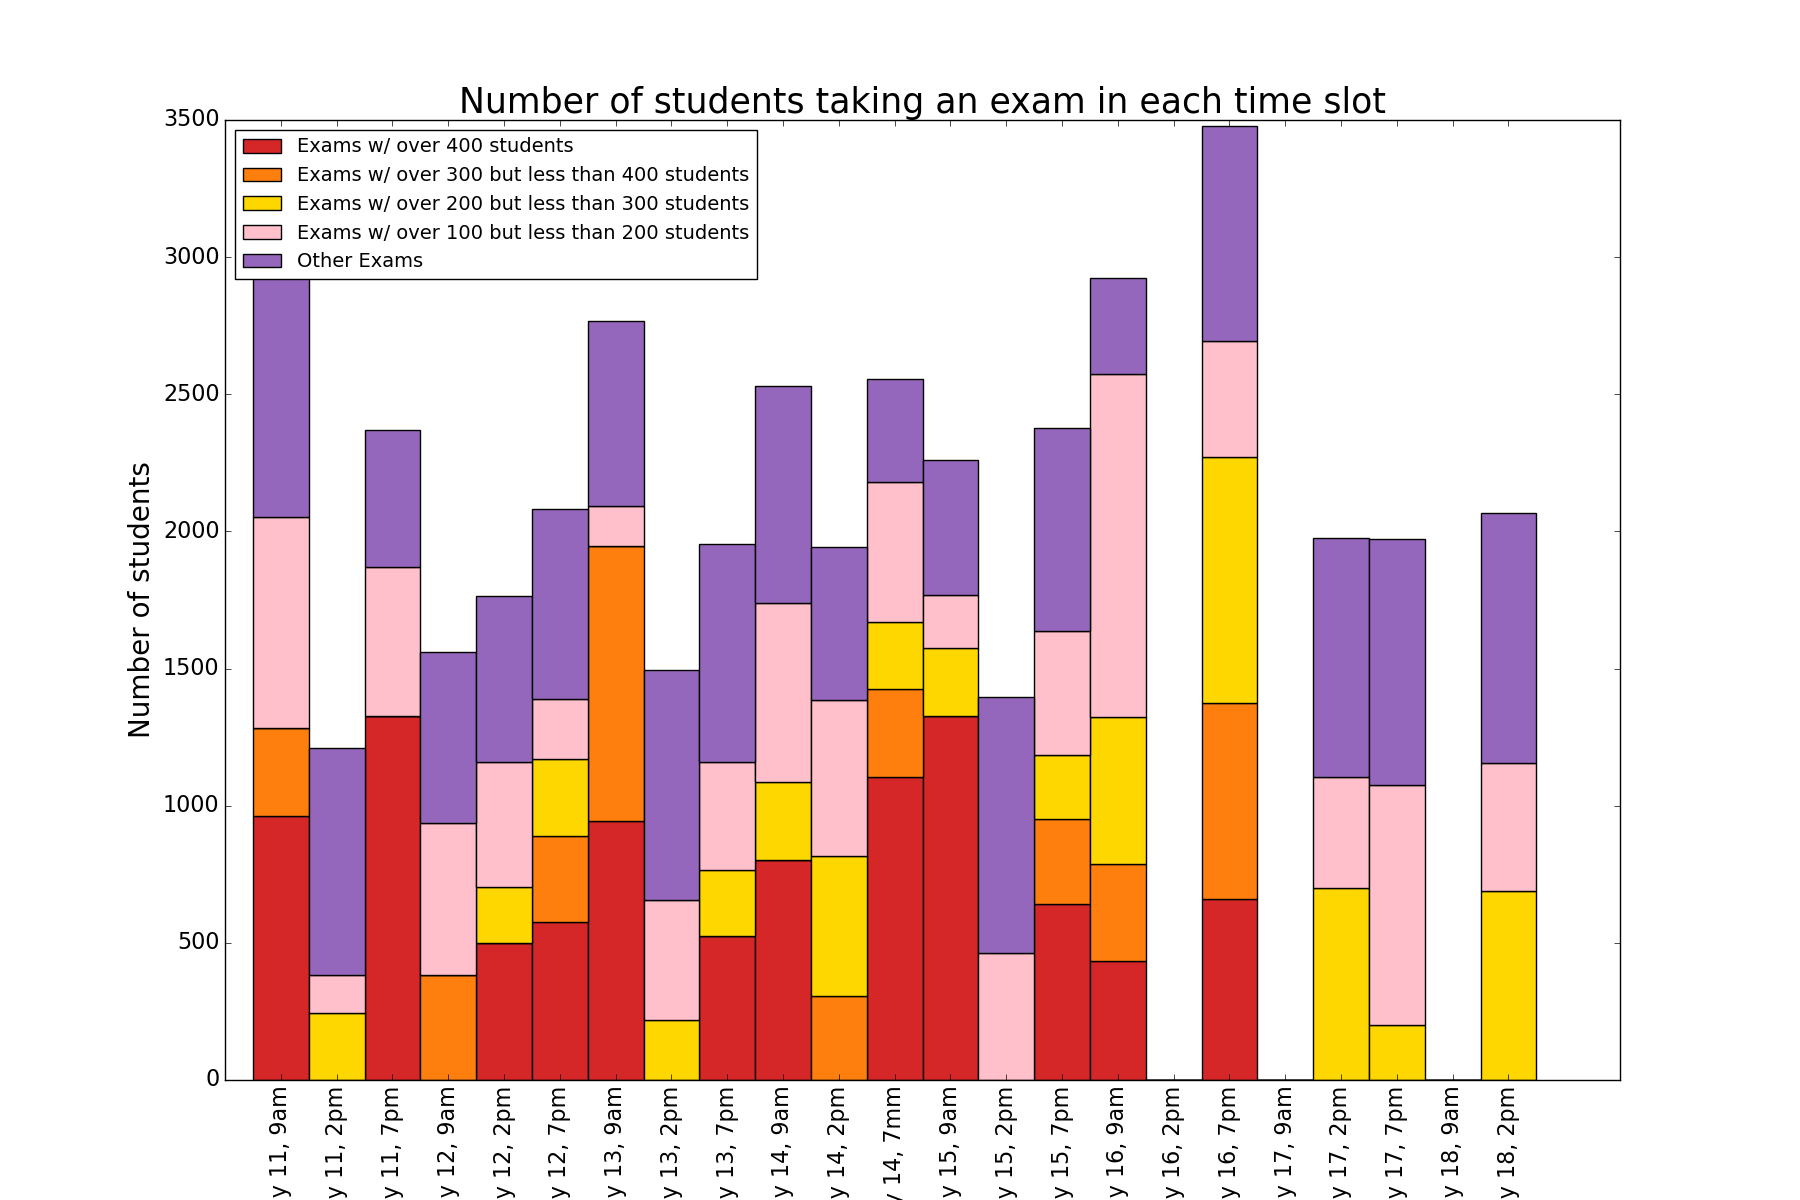 Number of students taking an exam in each time slot
Exams w/ over 400 students
Exams w/ over 300 but less than 400 students
Exams w/ over 200 but less than 300 students
Exams w/ over 100 but less than 200 students
Other Exams
Number of students
3500
3000
2500
2000
1500
1000
500
0
y 11, 9am
y 11, 2pm
y 11, 7pm
y 12, 9am
y 12, 2pm
y 12, 7pm
y 13, 9am
y 13, 2pm
y 13, 7pm
y 14, 9am
y 14, 2pm
y 14, 7mm
y 15, 9am
y 15, 2pm
y 15, 7pm
y 16, 9am
y 16, 2pm
y 16, 7pm
y 17, 9am
y 17, 2pm
y 17, 7pm
y 18, 9am
y 18, 2pm